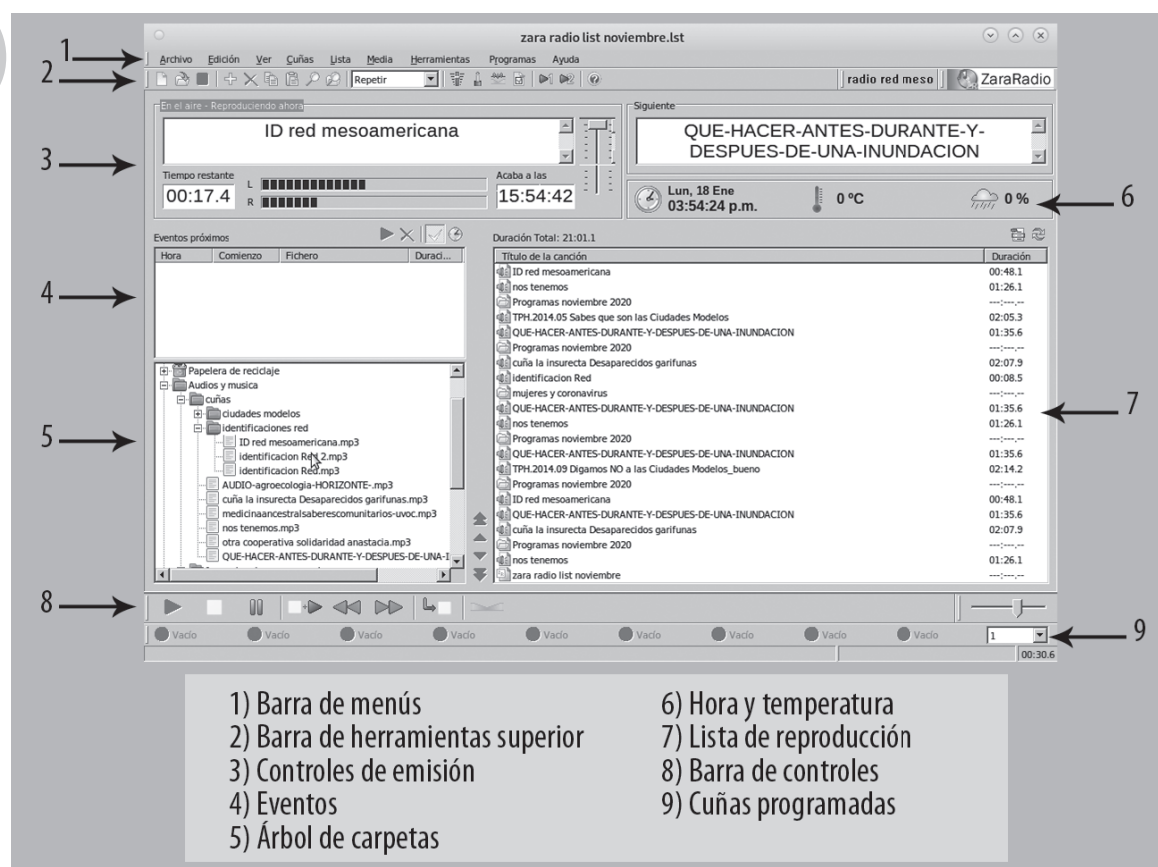 zara radio list noviembre.lst
1
Archivo Edición Ver Cuñas Lista Media Herramientas Programas Ayuda
2
Repetir
radio red meso
ZaraRadio
En el aire - Reproduciendo ahora
ID red mesoamericana
Siguiente
QUE-HACER-ANTES-DURANTE-Y-
DESPUES-DE-UNA-INUNDACION
3
Tiempo restante
00:17.4
L
R
Acaba a las
15:54:42
Lun, 18 Ene
03:54:24 p.m.
0 ºC
0 %
6
Eventos próximos
Hora Comienzo Fichero Duraci...
4
Papelera de reciclaje
Audios y musica
cuñas
ciudades modelos
identificaciones red
ID red mesoamericana.mp3
identificacion Red 2.mp3
identificacion Red.mp3
AUDIO-agroecologia-HORIZONTE-.mp3
cuña la insurecta Desaparecidos garifunas.mp3
medicinaancestralsaberescomunitarios-uvoc.mp3
nos tenemos.mp3
otra cooperativa solidaridad anastacia.mp3
QUE-HACER-ANTES-DURANTE-Y-DESPUES-DE-UNA-I
5
Duración Total: 21:01.1
Título de la canción Duración
ID red mesoamericana 00:48.1
nos tenemos 01:26.1
Programas noviembre 2020 ---:---.--
TPH.2014.05 Sabes que son las Ciudades Modelos 02:05.3
QUE-HACER-ANTES-DURANTE-Y-DESPUES-DE-UNA-INUNDACION 01:35.6
Programas noviembre 2020 ---:---.--
cuña la insurecta Desaparecidos garifunas 02:07.9
identificacion Red 00:08.5
mujeres y coronavirus ---:---.--
QUE-HACER-ANTES-DURANTE-Y-DESPUES-DE-UNA-INUNDACION 01:35.6
nos tenemos 01:26.1
Programas noviembre 2020 ---:---.--
QUE-HACER-ANTES-DURANTE-Y-DESPUES-DE-UNA-INUNDACION 01:35.6
TPH.2014.09 Digamos NO a las Ciudades Modelos_bueno 02:14.2
Programas noviembre 2020 ---:---.--
ID red mesoamericana 00:48.1
QUE-HACER-ANTES-DURANTE-Y-DESPUES-DE-UNA-INUNDACION 01:35.6
cuña la insurecta Desaparecidos garifunas 02:07.9
Programas noviembre 2020 ---:---.--
nos tenemos 01:26.1
zara radio list noviembre ---:---.--
7
8
Vacío Vacío Vacío Vacío Vacío Vacío Vacío Vacío Vacío 1
9
00:30.6
1) Barra de menús
2) Barra de herramientas superior
3) Controles de emisión
4) Eventos
5) Árbol de carpetas
6) Hora y temperatura
7) Lista de reproducción
8) Barra de controles
9) Cuñas programadas